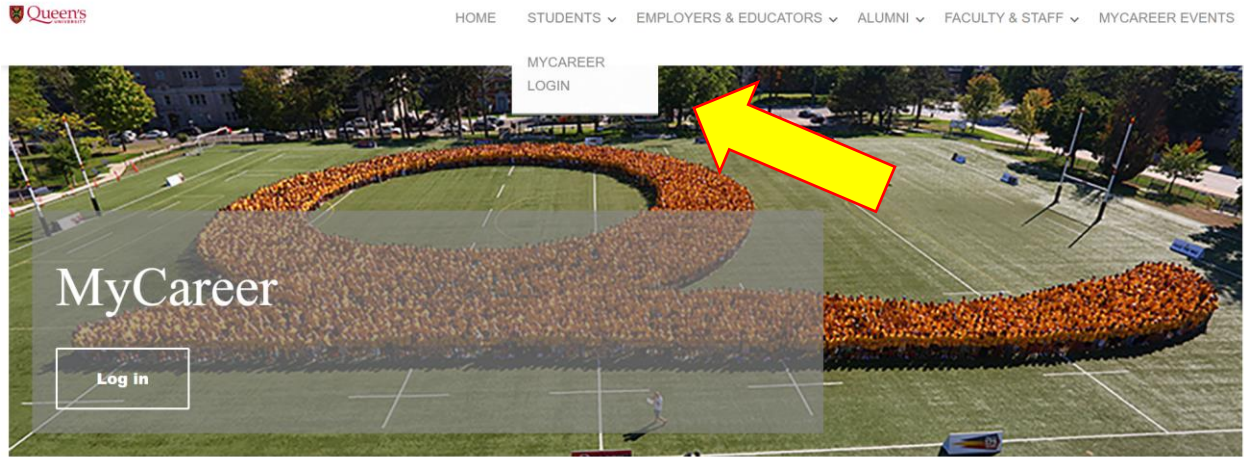 Queen's
UNIVERSITY
HOME STUDENTS EMPLOYERS & EDUCATORS ALUMNI FACULTY & STAFF MYCAREER EVENTS
MYCAREER
LOGIN
MyCareer
Log in